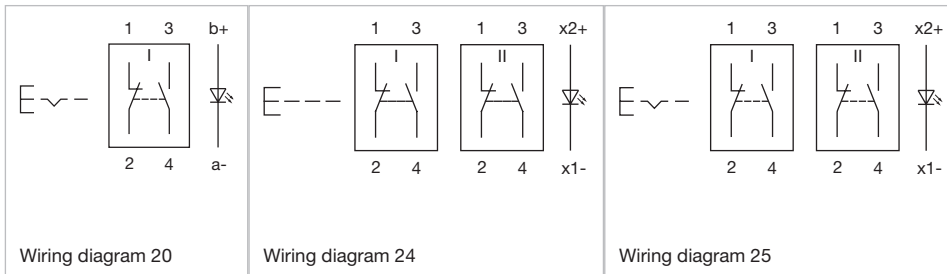 1 3 b+
I
2 4 a-
Wiring diagram 20
1 3 1 3 x2+
I II
2 4 2 4 x1-
Wiring diagram 24
1 3 1 3 x2+
I II
2 4 2 4 x1-
Wiring diagram 25